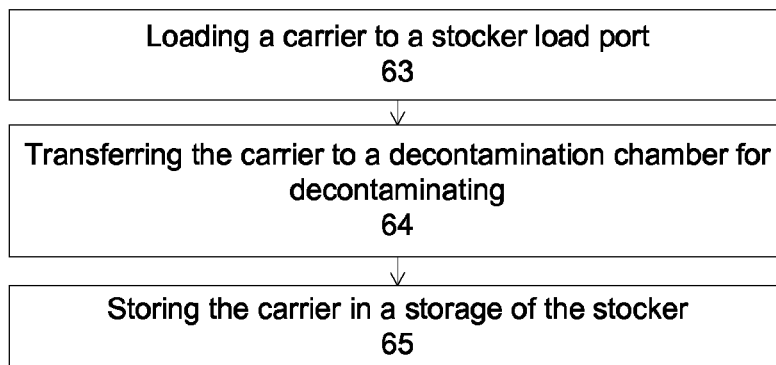 Loading a carrier to a stocker load port
63
Transferring the carrier to a decontamination chamber for
decontaminating
64
Storing the carrier in a storage of the stocker
65